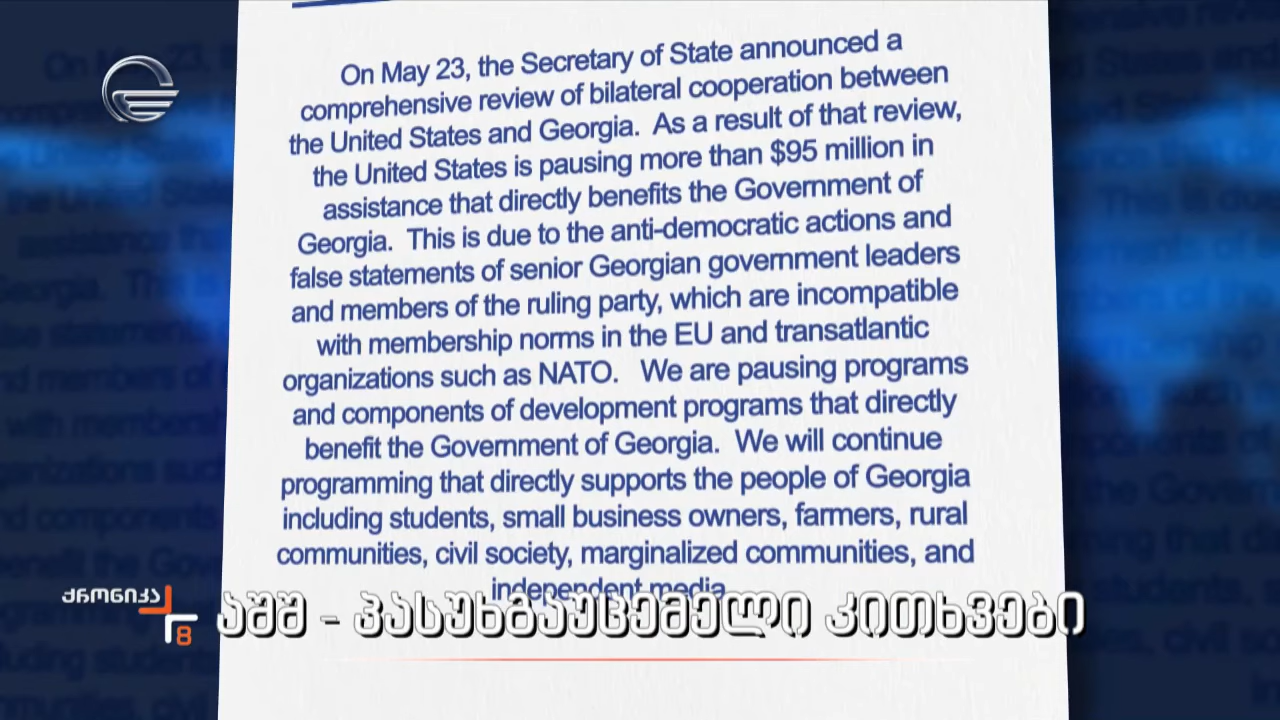 On May 23, the Secretary of State announced a
comprehensive review of bilateral cooperation between
the United States and Georgia. As a result of that review,
the United States is pausing more than $95 million in
assistance that directly benefits the Government of
Georgia. This is due to the anti-democratic actions and
false statements of senior Georgian government leaders
and members of the ruling party, which are incompatible
with membership norms in the EU and transatlantic
organizations such as NATO. We are pausing programs
and components of development programs that directly
benefit the Government of Georgia. We will continue
programming that directly supports the people of Georgia
including students, small business owners, farmers, rural
communities, civil society, marginalized communities, and
independent media
ქრონიკა
8
აშშ - პასუხგაუცემელი კითხვები